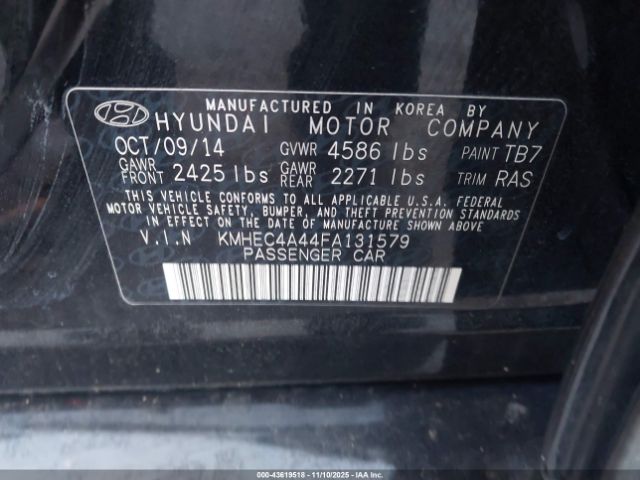 MANUFACTURED IN KOREA BY
HYUNDAI MOTOR COMPANY
OCT/09/14 GVWR 4586 lbs PAINT TB7
GAWR FRONT 2425 lbs GAWR REAR 2271 lbs TRIM RAS
THIS VEHICLE CONFORMS TO ALL APPLICABLE U.S.A. FEDERAL
MOTOR VEHICLE SAFETY, BUMPER, AND THEFT PREVENTION STANDARDS
IN EFFECT ON THE DATE OF MANUFACTURE SHOWN ABOVE
V.I.N KMHEC4A44FA131579
PASSENGER CAR
000-43619518 - 11/10/2025 - IAA Inc.